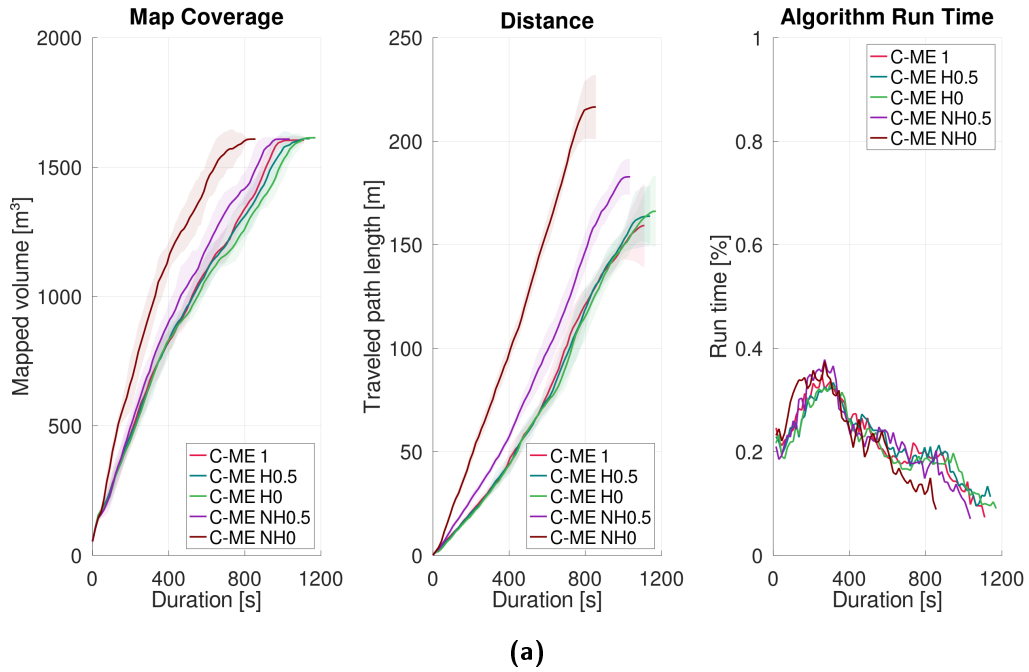 Map Coverage
Mapped volume [m³]
2000
1500
1000
500
0
0 400 800 1200
Duration [s]
C-ME 1
C-ME H0.5
C-ME H0
C-ME NH0.5
C-ME NH0
Distance
Traveled path length [m]
250
200
150
100
50
0
0 400 800 1200
Duration [s]
C-ME 1
C-ME H0.5
C-ME H0
C-ME NH0.5
C-ME NH0
Algorithm Run Time
Run time [%]
1
0.8
0.6
0.4
0.2
0
0 400 800 1200
Duration [s]
C-ME 1
C-ME H0.5
C-ME H0
C-ME NH0.5
C-ME NH0
(a)